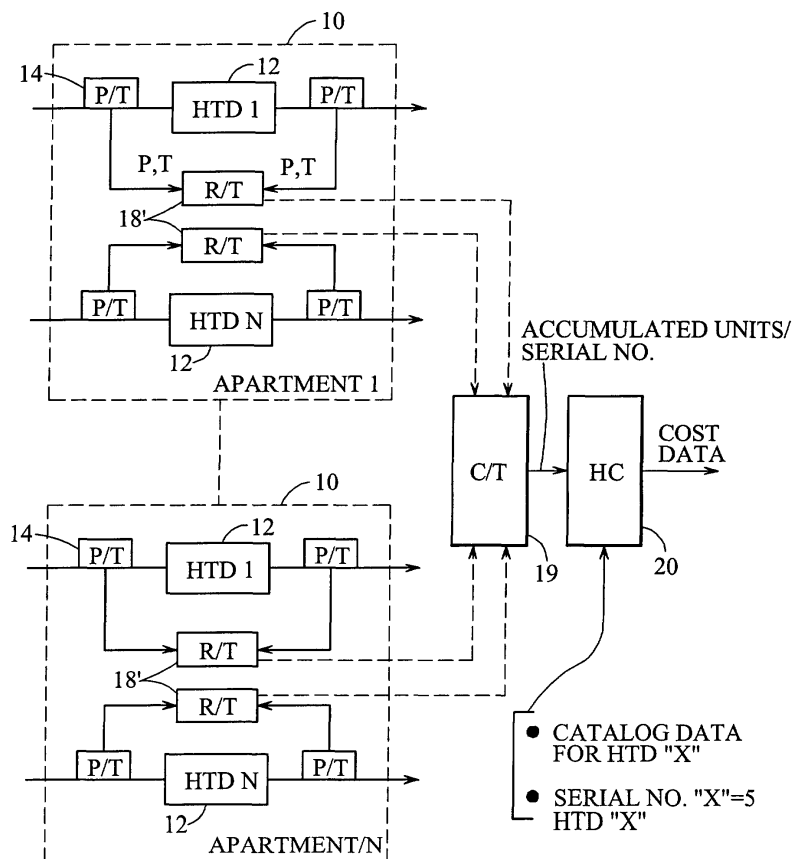 10
14
12
P/T
HTD 1
P/T
P,T
P,T
R/T
18'
R/T
P/T
HTD N
P/T
12
APARTMENT 1
ACCUMULATED UNITS/
SERIAL NO.
C/T
HC
COST
DATA
19
20
10
14
12
P/T
HTD 1
P/T
R/T
18'
R/T
P/T
HTD N
P/T
12
APARTMENT/N
● CATALOG DATA
FOR HTD "X"
● SERIAL NO. "X"=5
HTD "X"